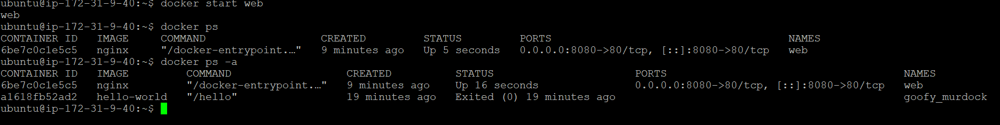 ubuntu@ip-172-31-9-40:~$ docker start web
web
ubuntu@ip-172-31-9-40:~$ docker ps
CONTAINER ID   IMAGE     COMMAND                  CREATED         STATUS         PORTS                                     NAMES
6be7c0c1e5c5   nginx     "/docker-entrypoint.…"   9 minutes ago   Up 5 seconds   0.0.0.0:8080->80/tcp, [::]:8080->80/tcp   web
ubuntu@ip-172-31-9-40:~$ docker ps -a
CONTAINER ID   IMAGE         COMMAND                  CREATED          STATUS                      PORTS                                     NAMES
6be7c0c1e5c5   nginx         "/docker-entrypoint.…"   9 minutes ago    Up 16 seconds               0.0.0.0:8080->80/tcp, [::]:8080->80/tcp   web
a1618fb52ad2   hello-world   "/hello"                 19 minutes ago   Exited (0) 19 minutes ago                                             goofy_murdock
ubuntu@ip-172-31-9-40:~$